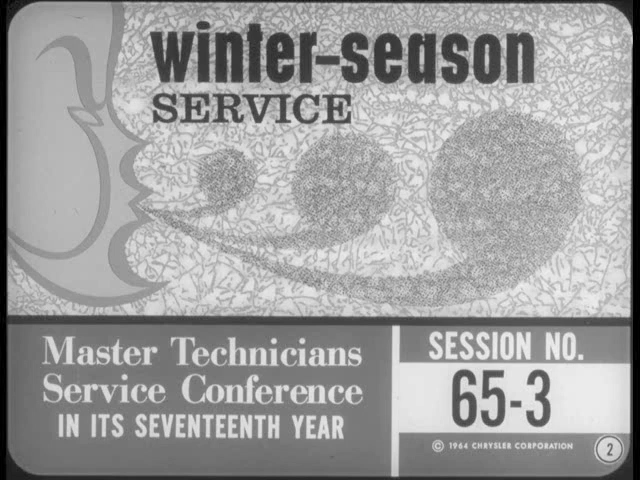 winter-season
SERVICE
Master Technicians
Service Conference
IN ITS SEVENTEENTH YEAR
SESSION NO.
65-3
© 1964 CHRYSLER CORPORATION
2